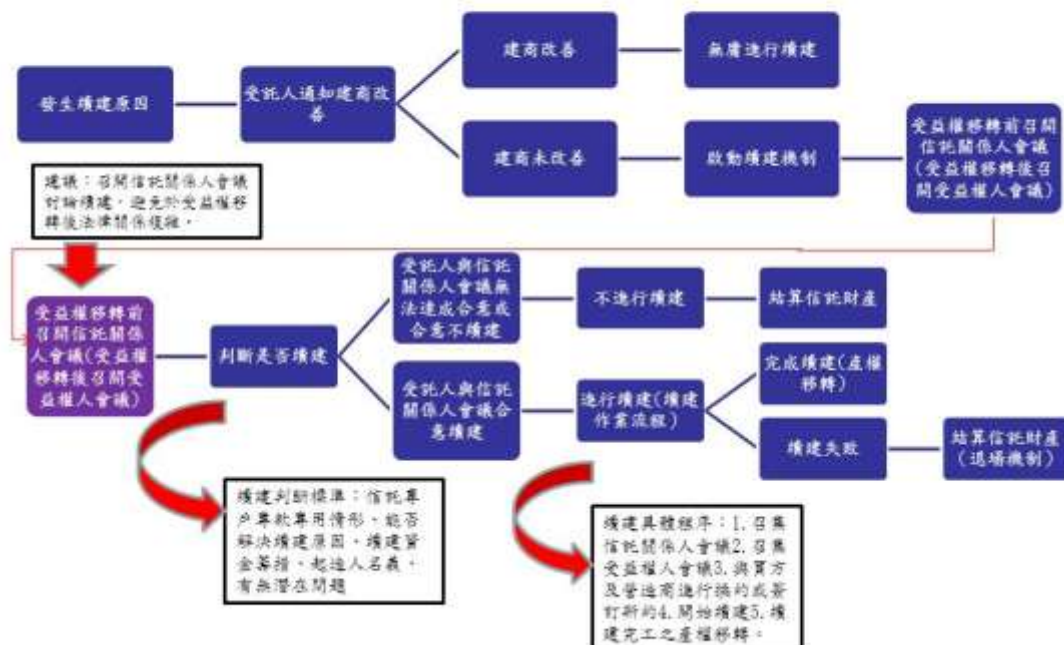 建商改善
無庸進行續建
發生續建原因
受託人通知建商改
善
建商未改善
啟動續建機制
受益權移轉前召開
信託關係人會議
(受益權移轉後召
開受益權人會議)
建議：召開信託關係人會議
討論續建，避免於受益權移
轉後法律關係複雜。
受益權移轉前
召開信託關係
人會議(受益權
移轉後召開受
益權人會議)
判斷是否續建
受託人與信託
關係人會議無
法達成合意或
合意不續建
不進行續建
結算信託財產
受託人與信託
關係人會議合
意續建
進行續建(續建
作業流程)
完成續建(產權
移轉)
續建失敗
結算信託財產
（退場機制）
續建判斷標準：信託專
戶專款專用情形、能否
解決續建原因、續建資
金籌措、起造人名義、
有無潛在問題
續建具體程序：1.召集
信託關係人會議2.召集
受益權人會議3.與買方
及營造商進行換約或簽
訂新約4.開始續建5.續
建完工之產權移轉。